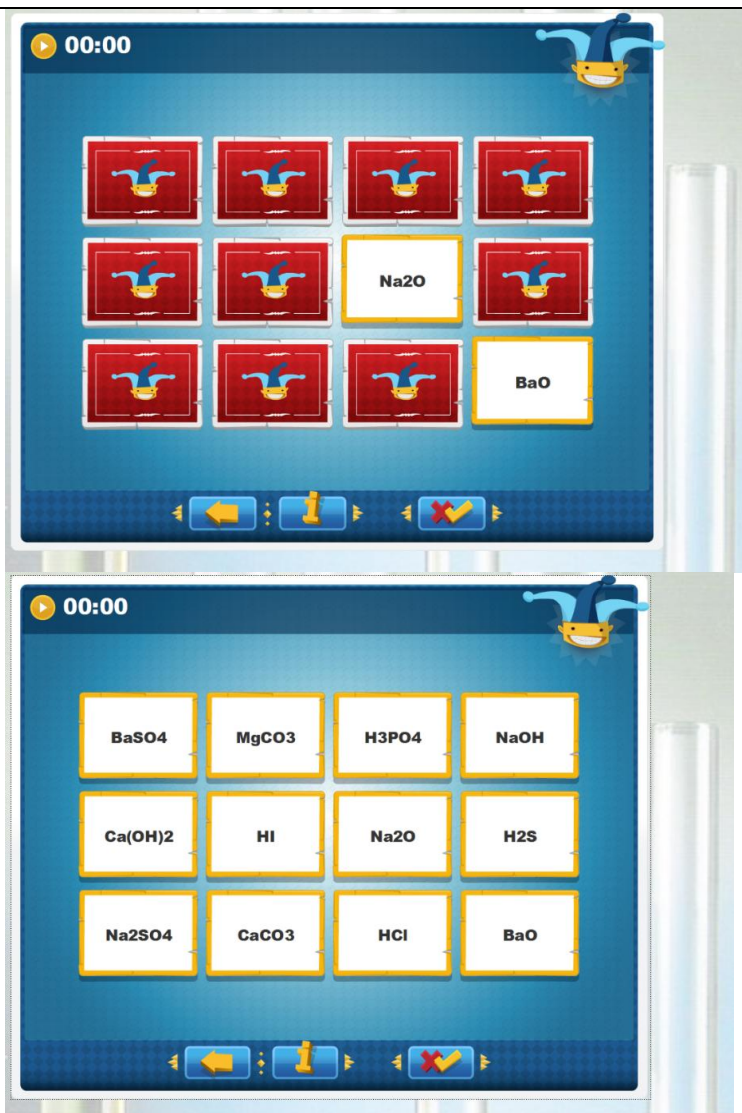 00:00
Na2O
BaO
00:00
BaSO4 MgCO3 H3PO4 NaOH
Ca(OH)2 HI Na2O H2S
Na2SO4 CaCO3 HCl BaO